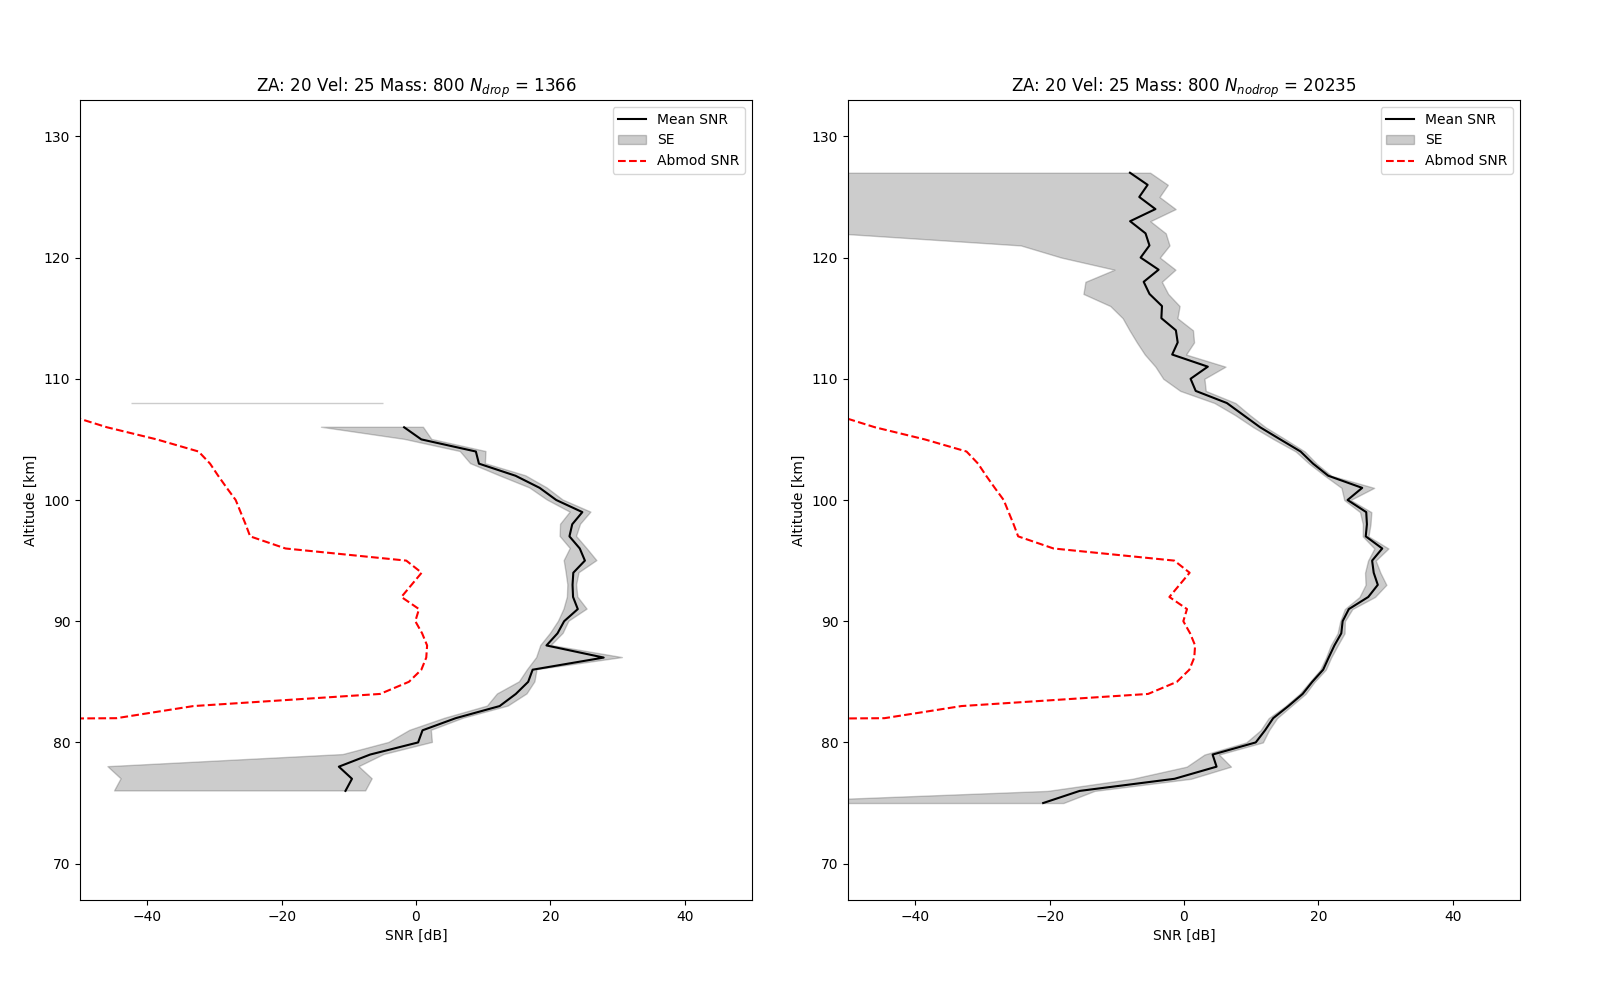 ZA: 20 Vel: 25 Mass: 800 N_drop = 1366
Mean SNR
SE
Abmod SNR
130
120
110
100
90
80
70
Altitude [km]
−40
−20
0
20
40
SNR [dB]
ZA: 20 Vel: 25 Mass: 800 N_nodrop = 20235
Mean SNR
SE
Abmod SNR
130
120
110
100
90
80
70
Altitude [km]
−40
−20
0
20
40
SNR [dB]